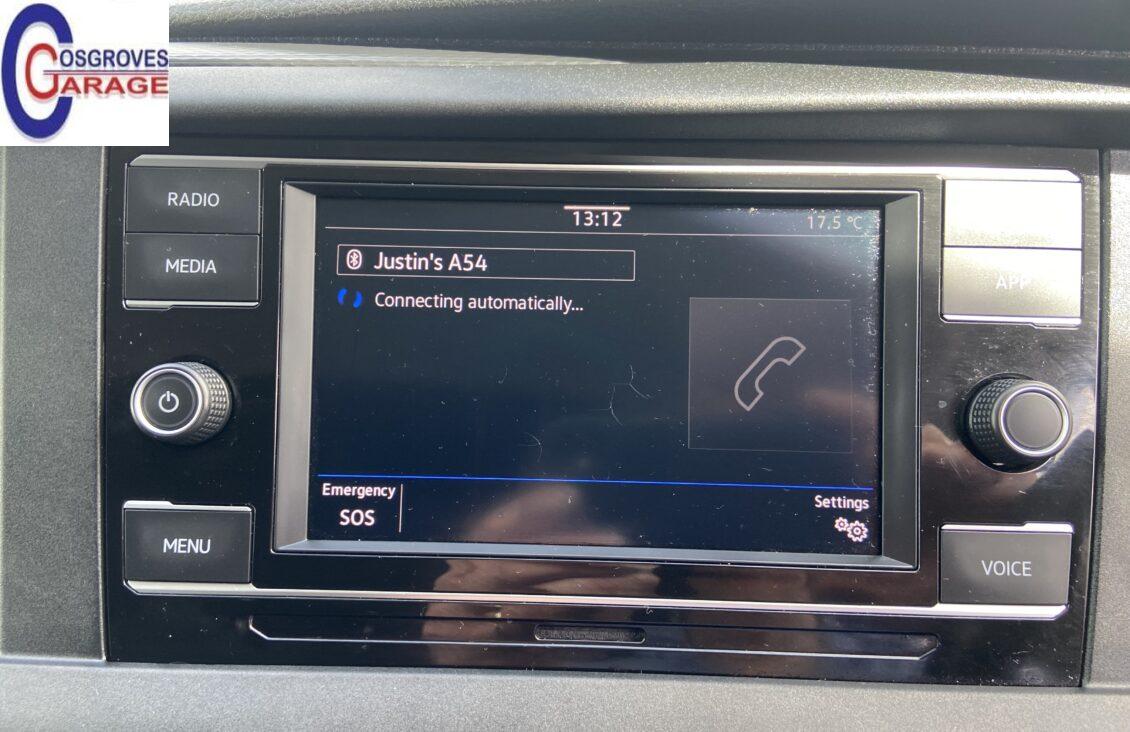 COSGROVES
GARAGE
RADIO
MEDIA
MENU
13:12
17.5 °C
Justin's A54
Connecting automatically...
Emergency
SOS
Settings
APP
VOICE